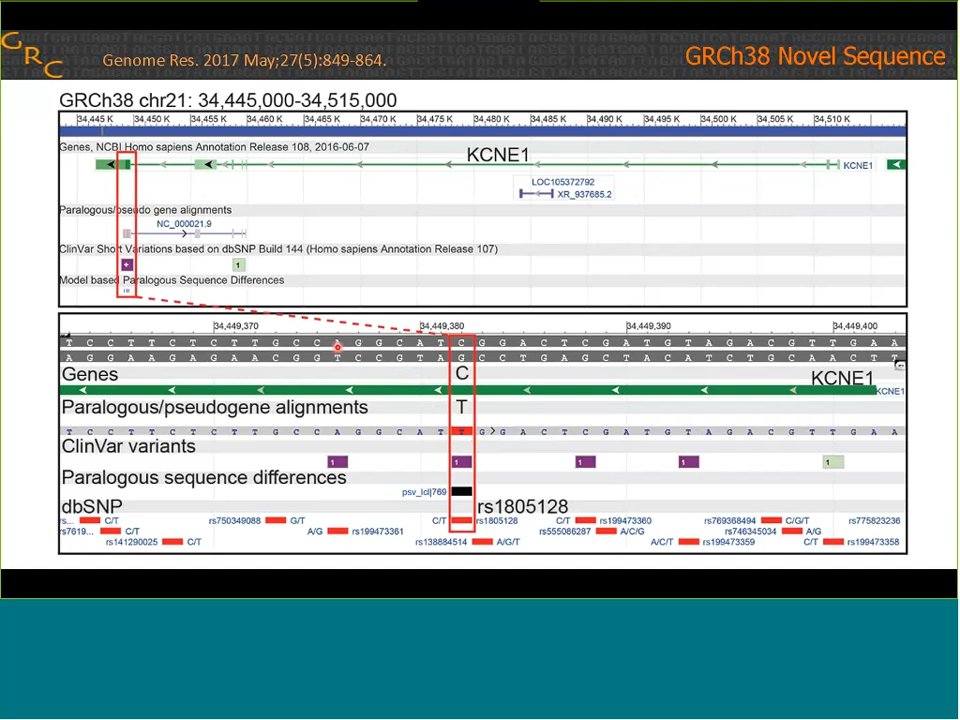 GRC
Genome Res. 2017 May;27(5):849-864.
GRCh38 Novel Sequence
GRCh38 chr21: 34,445,000-34,515,000
34,445 K 34,450 K 34,455 K 34,460 K 34,465 K 34,470 K 34,475 K 34,480 K 34,485 K 34,490 K 34,495 K 34,500 K 34,505 K 34,510 K
Genes, NCBI Homo sapiens Annotation Release 108, 2016-06-07
KCNE1
KCNE1
LOC105372792
XR_937685.2
Paralogous/pseudo gene alignments
NC_000021.9
ClinVar Short Variations based on dbSNP Build 144 (Homo sapiens Annotation Release 107)
+ 1
Model based Paralogous Sequence Differences
34,449,370 34,449,380 34,449,390 34,449,400
T C C T T C T C T T G C C A G G C A T C G G A C T C G A T G T A G A C G T T G A A
A G G A A G A G A A C G G T C C G T A G C C T G A G C T A C A T C T G C A A C T T
Genes
C
KCNE1
KCNE1
Paralogous/pseudogene alignments
T
T C C T T C T C T T G C C A G G C A T T G G A C T C G A T G T A G A C G T T G A A
ClinVar variants
1 1 1 1 1
Paralogous sequence differences
psv_lcl|769
dbSNP
rs1805128
rs... C/T rs750349088 G/T C/T rs1805128 C/T rs199473360 rs769368494 C/G/T rs775823236
rs7619... C/T A/G rs199473361 rs555086287 A/C/G rs746345034 A/G
rs141290025 C/T rs138884514 A/G/T A/C/T rs199473359 C/T rs199473358